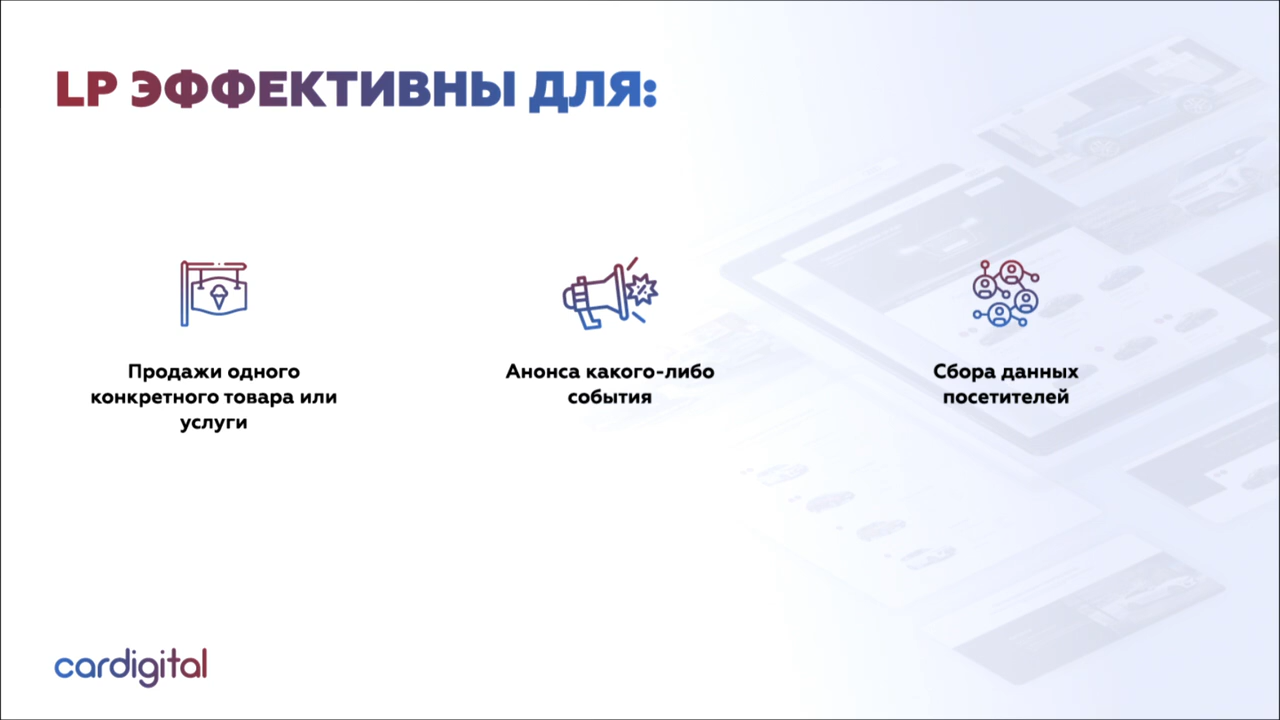 LP ЭФФЕКТИВНЫ ДЛЯ:
Продажи одного
конкретного товара или
услуги
Анонса какого-либо
события
Сбора данных
посетителей
cardigital